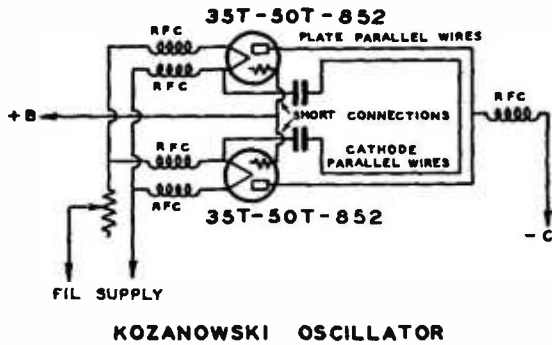 35T-50T-852
RFC
PLATE PARALLEL WIRES
RFC
RFC
+B
SHORT CONNECTIONS
RFC
CATHODE
PARALLEL WIRES
RFC
35T-50T-852
-C
FIL SUPPLY
KOZANOWSKI OSCILLATOR